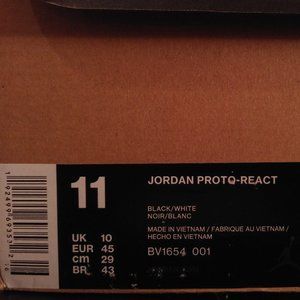 11
JORDAN PROTO-REACT
BLACK/WHITE
NOIR/BLANC
MADE IN VIETNAM / FABRIQUE AU VIETNAM /
HECHO EN VIETNAM
BV1654 001
UK 10
EUR 45
cm 29
BR 43